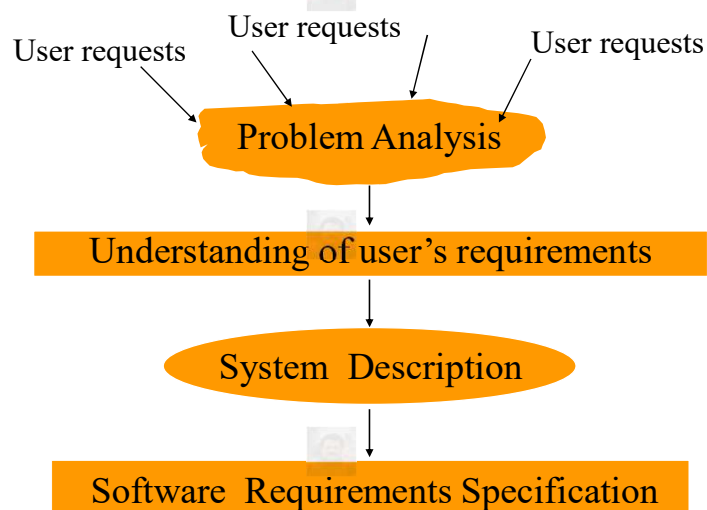 User requests
User requests
User requests
Problem Analysis
Understanding of user’s requirements
System Description
Software Requirements Specification